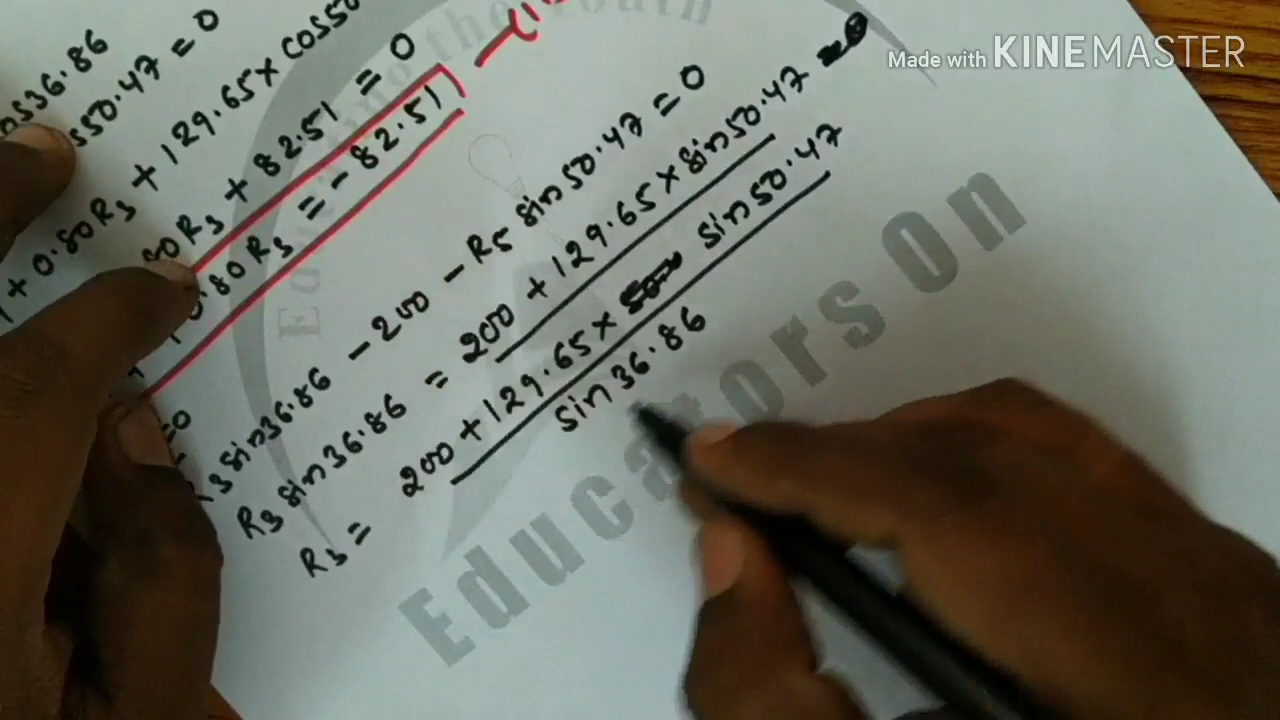 Made with KINEMASTER
os36.86
s50.47 = 0
+ 0.80R3 + 129.65 × cos50
80R3 + 82.51 = 0
.80R3 = - 82.51
=0
R3 sin36.86 - 200 - R5 sin50.47 = 0
R3 sin36.86 = 200 + 129.65 × sin50.47
R3 = 200 + 129.65 × sin50.47
sin36.86
Educators On